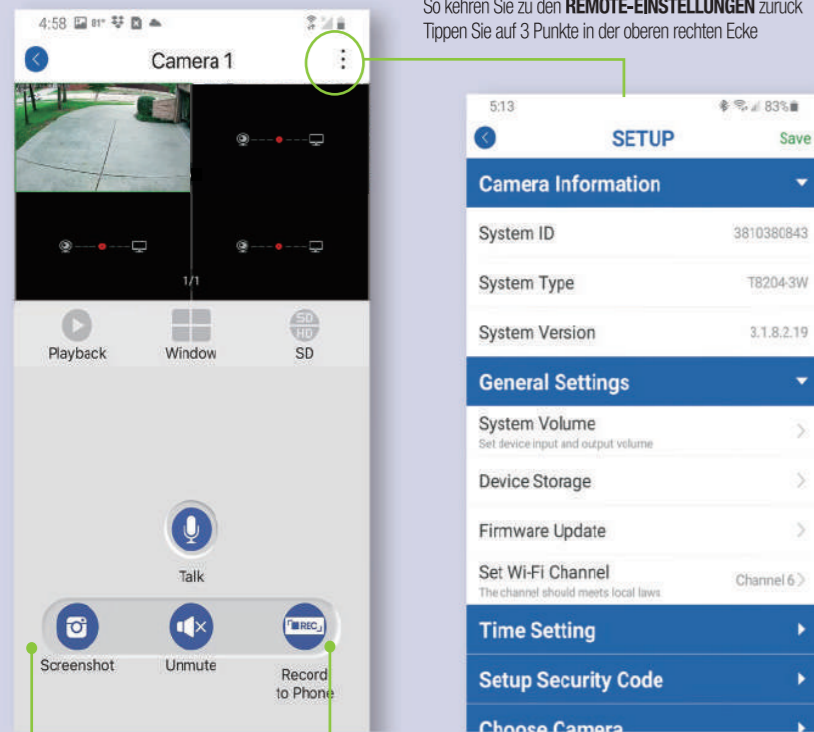 So kehren Sie zu den REMOTE-EINSTELLUNGEN zurück
Tippen Sie auf 3 Punkte in der oberen rechten Ecke
4:58 81°
Camera 1
1/1
Playback
Window
SD
HD
SD
Talk
Screenshot
Unmute
REC
Record
to Phone
5:13 83%
SETUP Save
Camera Information
System ID 3810380843
System Type T8204-3W
System Version 3.1.8.2.19
General Settings
System Volume
Set device input and output volume
Device Storage
Firmware Update
Set Wi-Fi Channel Channel 6
The channel should meets local laws
Time Setting
Setup Security Code
Choose Camera